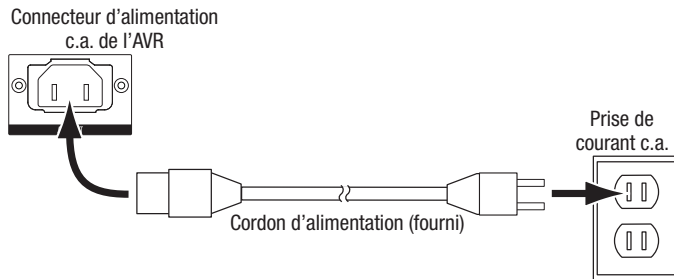 Connecteur d’alimentation
c.a. de l’AVR
Prise de
courant c.a.
Cordon d’alimentation (fourni)